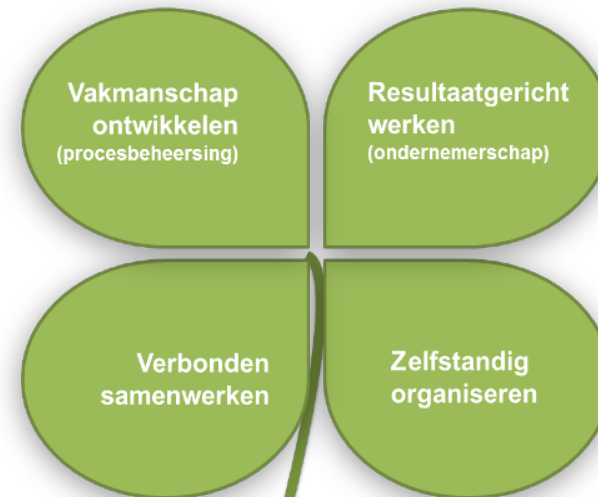 Vakmanschap
ontwikkelen
(procesbeheersing)
Resultaatgericht
werken
(ondernemerschap)
Verbonden
samenwerken
Zelfstandig
organiseren